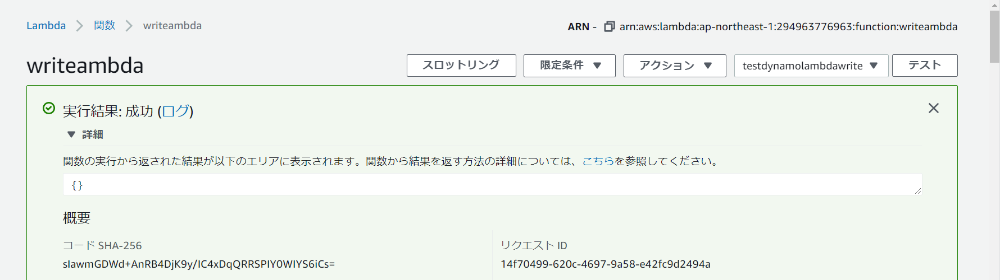 Lambda > 関数 > writeambda
ARN - arn:aws:lambda:ap-northeast-1:294963776963:function:writeambda
writeambda
スロットリング 限定条件 アクション testdynamolambdawrite テスト
実行結果: 成功 (ログ)
詳細
関数の実行から返された結果が以下のエリアに表示されます。関数から結果を返す方法の詳細については、こちらを参照してください。
{}
概要
コード SHA-256
slawmGDWd+AnRB4DjK9y/IC4xDqQRRSPIY0WIYS6iCs=
リクエスト ID
14f70499-620c-4697-9a58-e42fc9d2494a